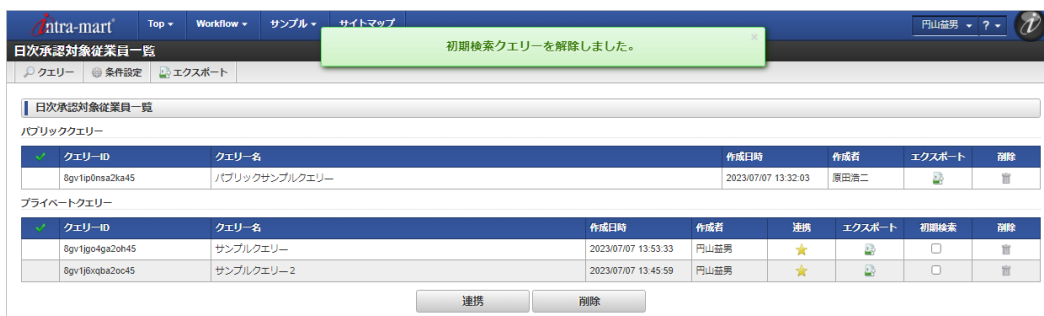 intra-mart Top Workflow サンプル サイトマップ 円山益男 ?
初期検索クエリーを解除しました。 ×
日次承認対象従業員一覧
クエリー 条件設定 エクスポート
日次承認対象従業員一覧
パブリッククエリー
クエリーID クエリー名 作成日時 作成者 エクスポート 削除
8gv1ip0nsa2ka45 パブリックサンプルクエリー 2023/07/07 13:32:03 原田浩二
プライベートクエリー
クエリーID クエリー名 作成日時 作成者 連携 エクスポート 初期検索 削除
8gv1jgo4ga2oh45 サンプルクエリー 2023/07/07 13:53:33 円山益男
8gv1j6xqba2oc45 サンプルクエリー2 2023/07/07 13:45:59 円山益男
連携 削除